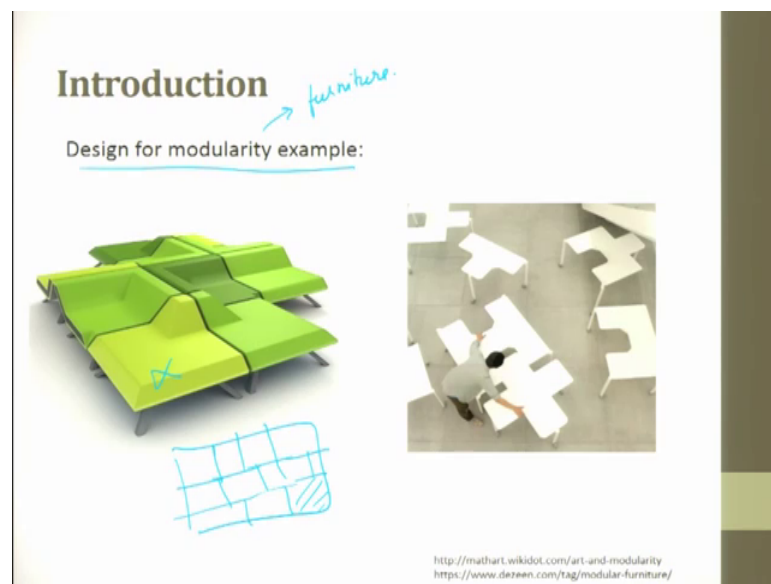 Introduction
furniture.
Design for modularity example:
http://mathart.wikidot.com/art-and-modularity
https://www.dezeen.com/tag/modular-furniture/